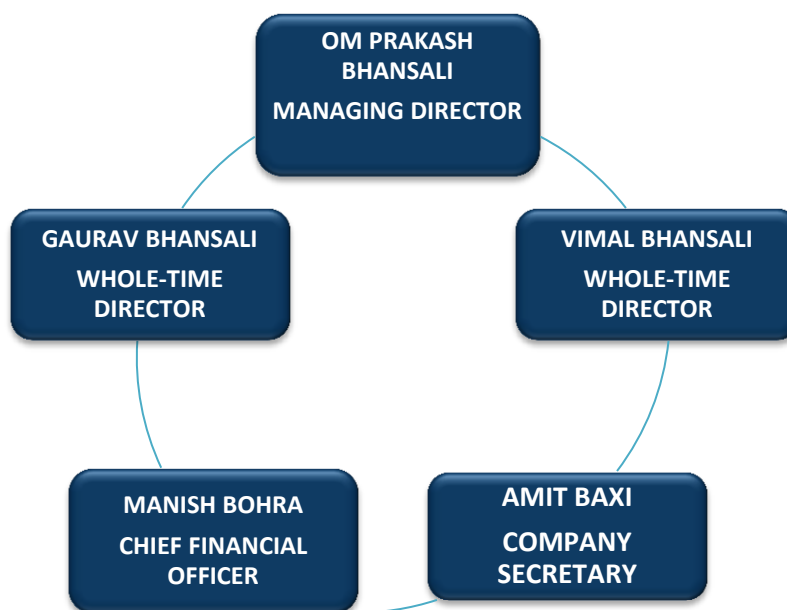 OM PRAKASH
BHANSALI
MANAGING DIRECTOR
GAURAV BHANSALI
WHOLE-TIME
DIRECTOR
VIMAL BHANSALI
WHOLE-TIME
DIRECTOR
MANISH BOHRA
CHIEF FINANCIAL
OFFICER
AMIT BAXI
COMPANY
SECRETARY